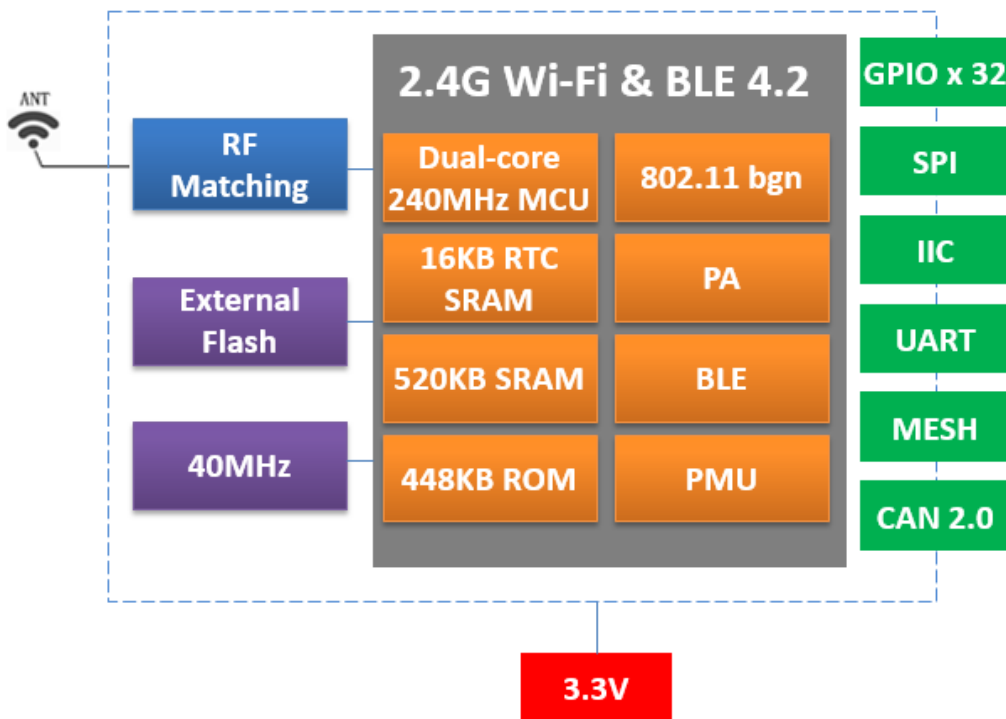 ANT
RF
Matching
External
Flash
40MHz
2.4G Wi-Fi & BLE 4.2
Dual-core
240MHz MCU
802.11 bgn
16KB RTC
SRAM
PA
520KB SRAM
BLE
448KB ROM
PMU
GPIO x 32
SPI
IIC
UART
MESH
CAN 2.0
3.3V